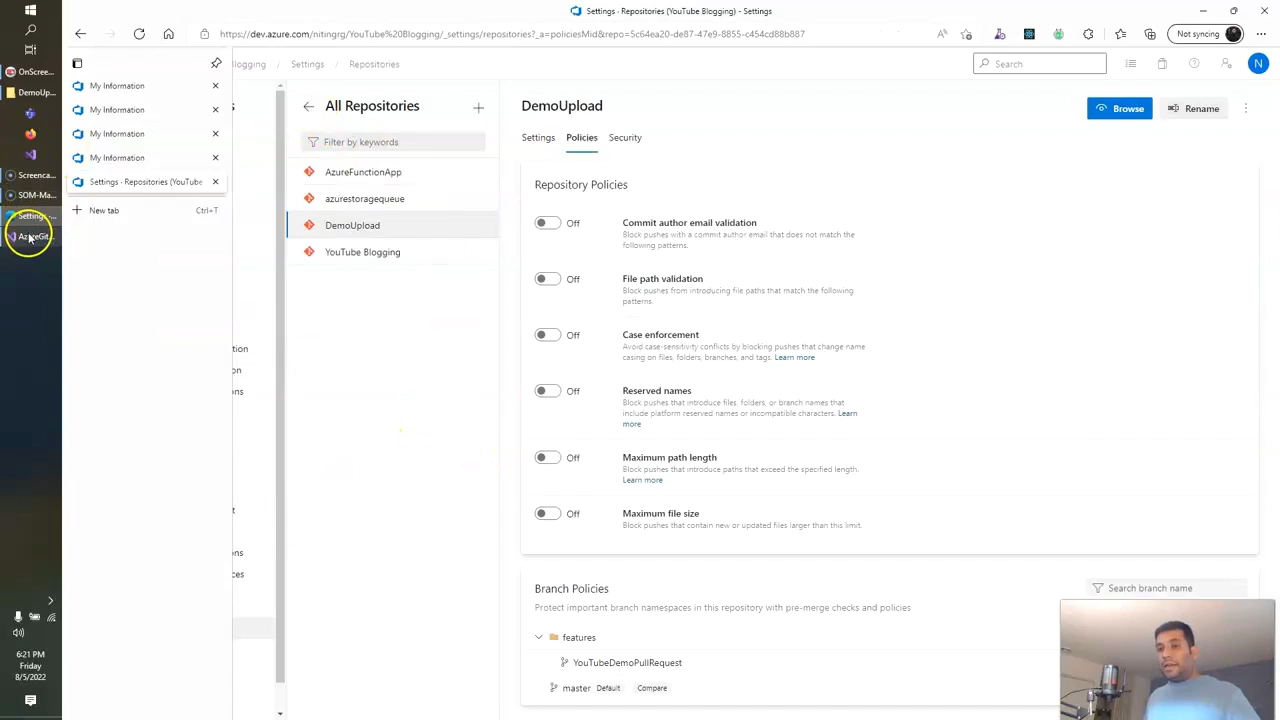 Settings - Repositories (YouTube Blogging) - Settings
https://dev.azure.com/nitingrg/YouTube%20Blogging/_settings/repositories?_a=policiesMid&repo=5c64ea20-de87-47e9-8855-c454cd88b887
Not syncing
Blogging / Settings / Repositories
Search
N
My Information
My Information
My Information
My Information
Settings · Repositories (YouTube
New tab
Ctrl+T
OnScree...
DemoUp...
Screenca...
SOM-Ma...
Settings
AzureGit
All Repositories
Filter by keywords
AzureFunctionApp
azurestoragequeue
DemoUpload
YouTube Blogging
DemoUpload
Browse
Rename
Settings
Policies
Security
Repository Policies
Off
Commit author email validation
Block pushes with a commit author email that does not match the
following patterns.
Off
File path validation
Block pushes from introducing file paths that match the following
patterns.
Off
Case enforcement
Avoid case-sensitivity conflicts by blocking pushes that change name
casing on files, folders, branches, and tags. Learn more
Off
Reserved names
Block pushes that introduce files, folders, or branch names that
include platform reserved names or incompatible characters. Learn
more
Off
Maximum path length
Block pushes that introduce paths that exceed the specified length.
Learn more
Off
Maximum file size
Block pushes that contain new or updated files larger than this limit.
Branch Policies
Search branch name
Protect important branch namespaces in this repository with pre-merge checks and policies
features
YouTubeDemoPullRequest
master
Default
Compare
6:21 PM
Friday
8/5/2022